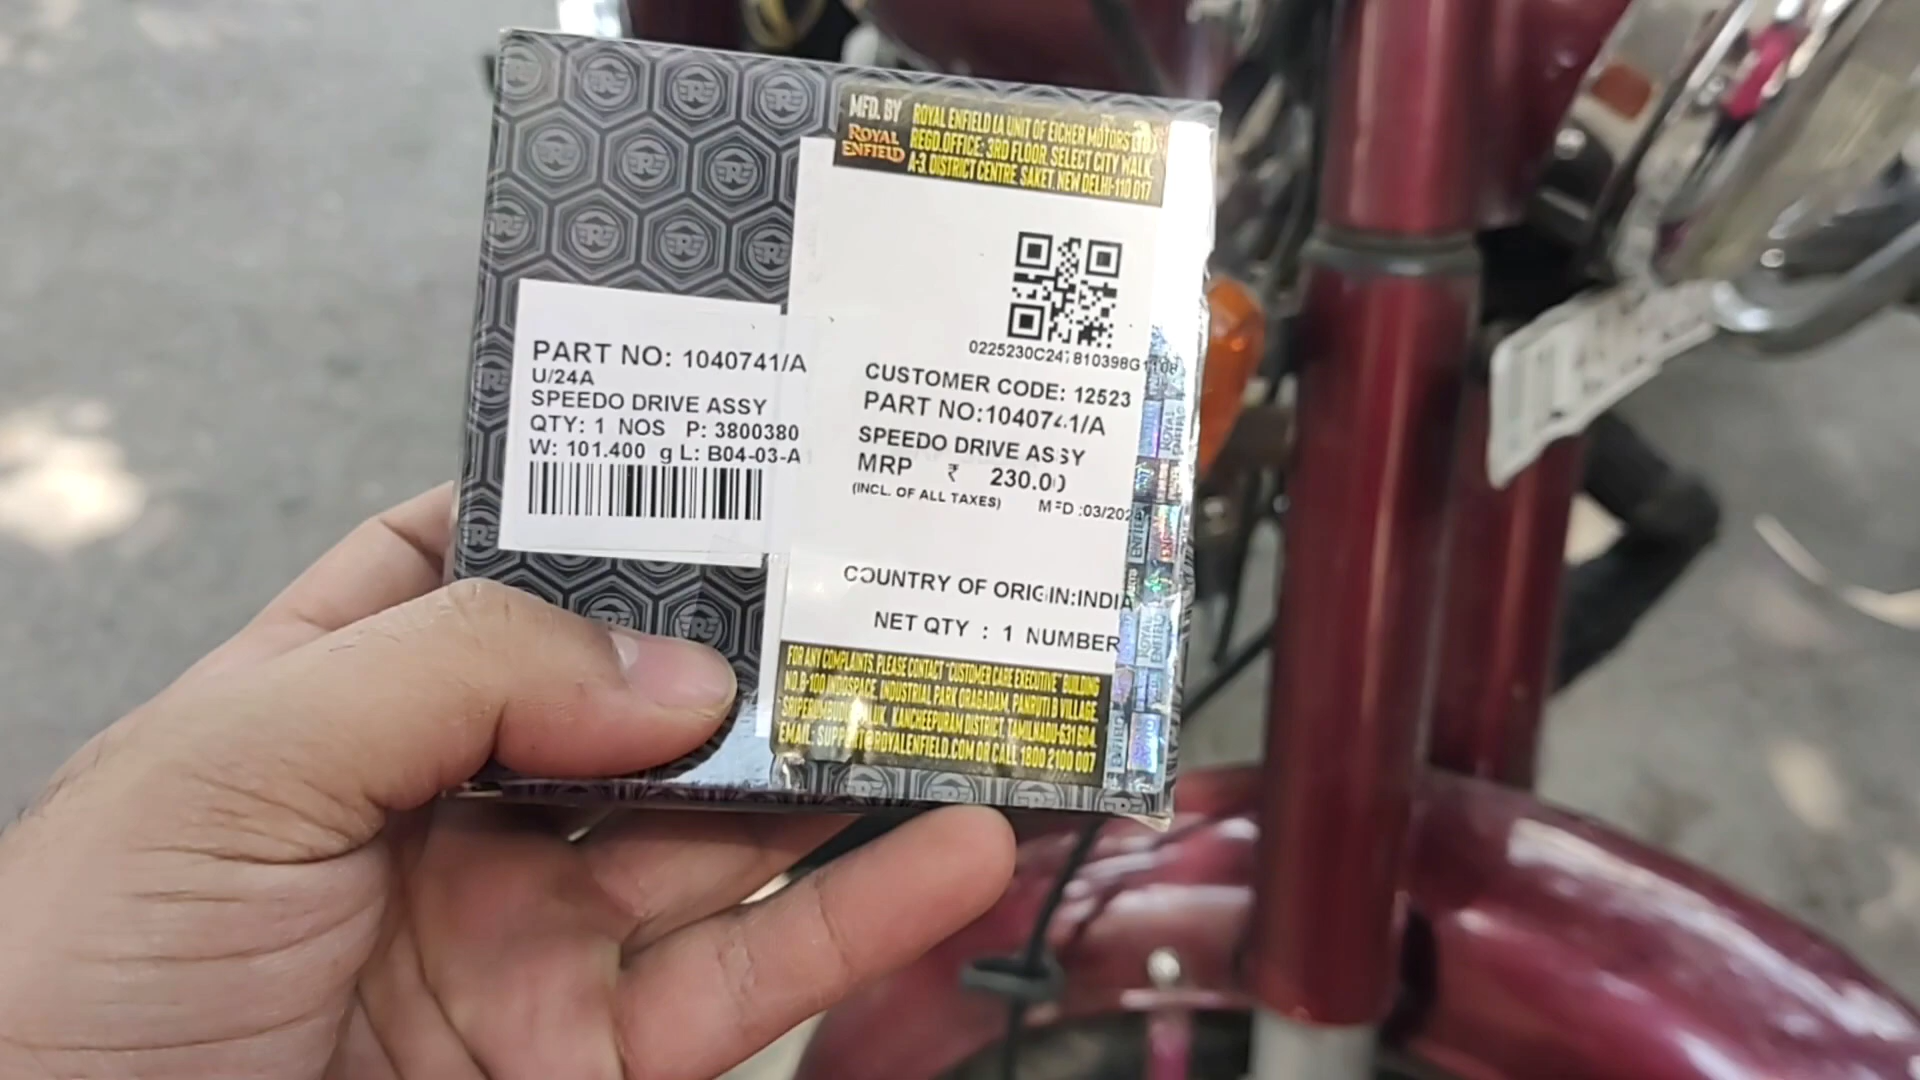 MFD. BY
ROYAL ENFIELD
ROYAL ENFIELD (A UNIT OF EICHER MOTORS
REGD.OFFICE: 3RD FLOOR, SELECT CITY WALK,
A-3, DISTRICT CENTRE, SAKET, NEW DELHI-110 017
PART NO: 1040741/A
U/24A
SPEEDO DRIVE ASSY
QTY: 1 NOS P: 3800380
W: 101.400 g L: B04-03-A
CUSTOMER CODE: 12523
PART NO:1040741/A
SPEEDO DRIVE ASSY
MRP ₹ 230.00
(INCL. OF ALL TAXES) MFD :03/2024
COUNTRY OF ORIGIN:INDIA
NET QTY : 1 NUMBER
FOR ANY COMPLAINTS, PLEASE CONTACT "CUSTOMER CARE EXECUTIVE" BUILDING
NO.B-100 INDOSPACE, INDUSTRIAL PARK ORAGADAM, PANRUTI B VILLAGE,
SRIPERUMBUDUR TALUK, KANCHEEPURAM DISTRICT, TAMILNADU-631 604.
EMAIL: SUPPORT@ROYALENFIELD.COM OR CALL 1800 2100 007
ROYAL ENFIELD